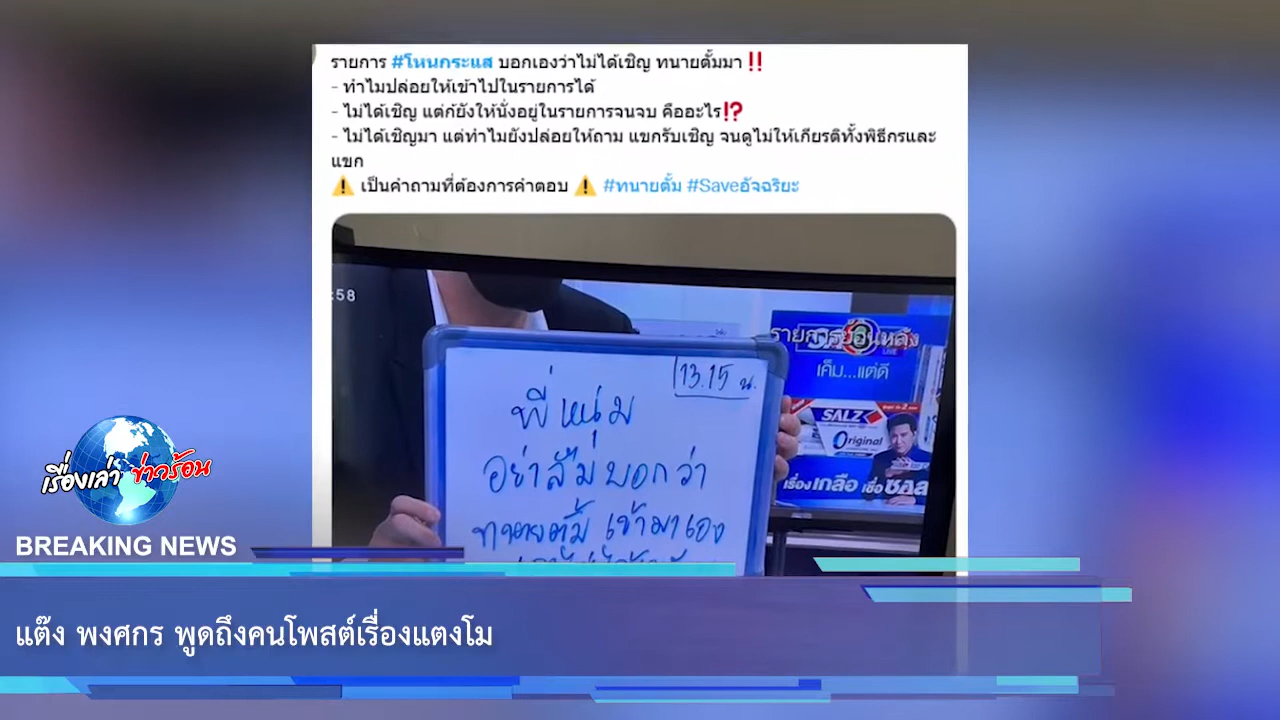 รายการ #โหนกระแส บอกเองว่าไม่ได้เชิญ ทนายตั้มมา ‼️
- ทำไมปล่อยให้เข้าไปในรายการได้
- ไม่ได้เชิญ แต่ก์ยังให้นั่งอยู่ในรายการจนจบ คืออะไร⁉️
- ไม่ได้เชิญมา แต่ทำไมยังปล่อยให้ถาม แขกรับเชิญ จนดูไม่ให้เกียรติทั้งพิธีกรและ
แขก
⚠️ เป็นคำถามที่ต้องการคำตอบ ⚠️ #ทนายตั้ม #Saveอัจฉริยะ
:58
รายการย้อนหลัง
LIVE
เค็ม...แต่ดี
13.15 น.
พี่หนุ่ม
SALZ
Original
อย่าลืมบอกว่า
เรื่องเกลือ เชื่อซอลส
ทนายตั้ม เข้ามาเอง
เรื่องเล่า ข่าวร้อน
BREAKING NEWS
แต๊ง พงศกร พูดถึงคนโพสต์เรื่องแตงโม